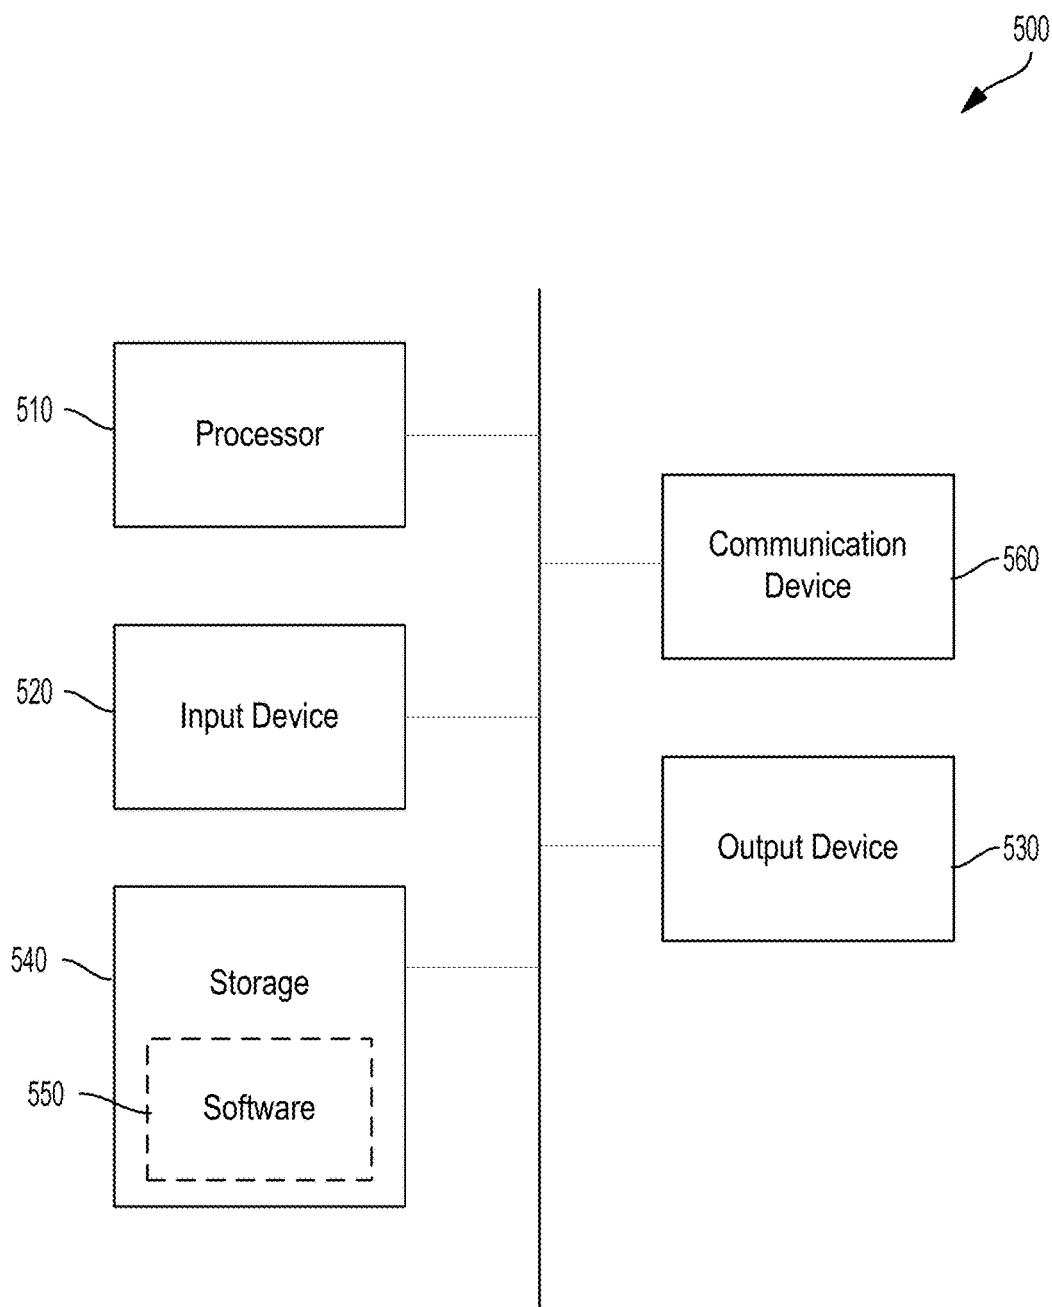 500
510
Processor
Communication
Device
560
520
Input Device
Output Device
530
540
Storage
550
Software